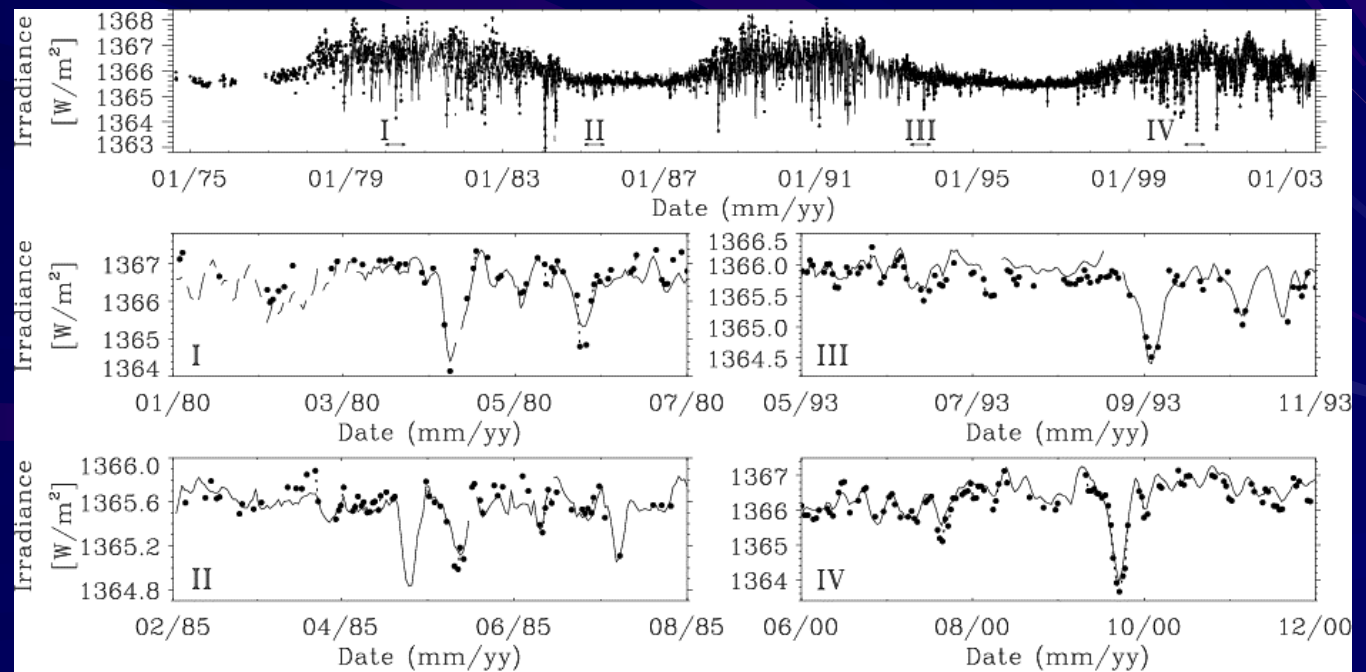 Irradiance
[W/m²]
1368
1367
1366
1365
1364
1363
I II III IV
01/75 01/79 01/83 01/87 01/91 01/95 01/99 01/03
Date (mm/yy)
Irradiance
[W/m²]
1367
1366
1365
1364
I
01/80 03/80 05/80 07/80
Date (mm/yy)
1366.5
1366.0
1365.5
1365.0
1364.5
III
05/93 07/93 09/93 11/93
Date (mm/yy)
Irradiance
[W/m²]
1366.0
1365.6
1365.2
1364.8
II
02/85 04/85 06/85 08/85
Date (mm/yy)
1367
1366
1365
1364
IV
06/00 08/00 10/00 12/00
Date (mm/yy)